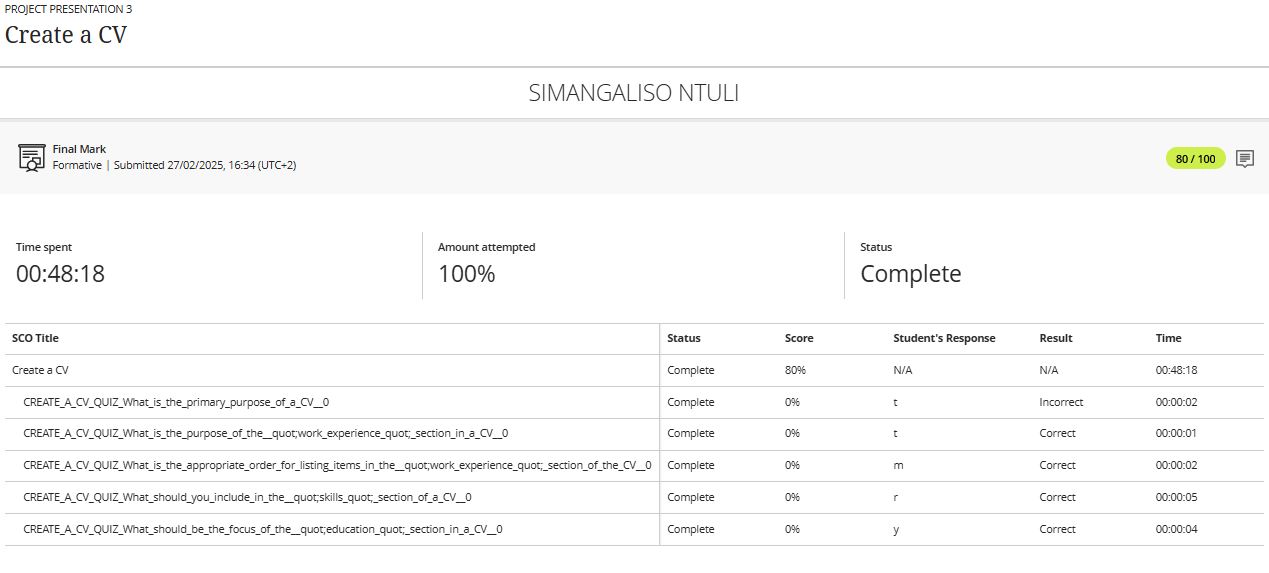 PROJECT PRESENTATION 3
Create a CV
SIMANGALISO NTULI
Final Mark
Formative | Submitted 27/02/2025, 16:34 (UTC+2)
80 / 100
Time spent
00:48:18
Amount attempted
100%
Status
Complete
SCO Title Status Score Student's Response Result Time
Create a CV Complete 80% N/A N/A 00:48:18
CREATE_A_CV_QUIZ_What_is_the_primary_purpose_of_a_CV__0 Complete 0% t Incorrect 00:00:02
CREATE_A_CV_QUIZ_What_is_the_purpose_of_the__quot;work_experience_quot;_section_in_a_CV__0 Complete 0% t Correct 00:00:01
CREATE_A_CV_QUIZ_What_is_the_appropriate_order_for_listing_items_in_the__quot;work_experience_quot;_section_of_the_CV__0 Complete 0% m Correct 00:00:02
CREATE_A_CV_QUIZ_What_should_you_include_in_the__quot;skills_quot;_section_of_a_CV__0 Complete 0% r Correct 00:00:05
CREATE_A_CV_QUIZ_What_should_be_the_focus_of_the__quot;education_quot;_section_in_a_CV__0 Complete 0% y Correct 00:00:04